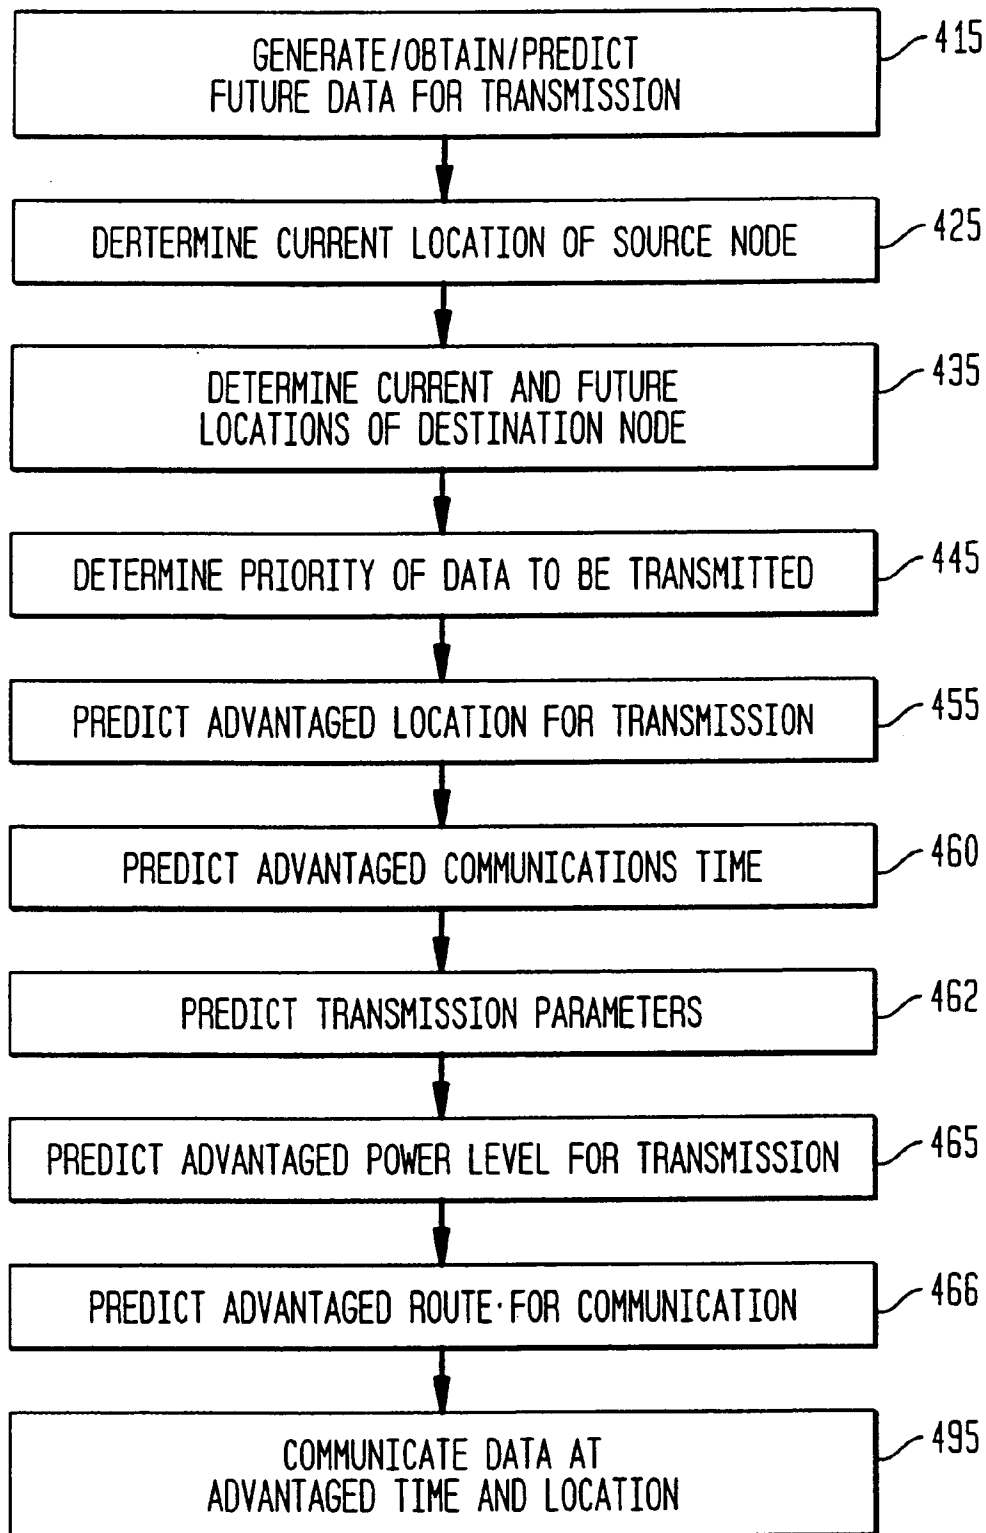 GENERATE/OBTAIN/PREDICT
FUTURE DATA FOR TRANSMISSION
415
DERTERMINE CURRENT LOCATION OF SOURCE NODE
425
DETERMINE CURRENT AND FUTURE
LOCATIONS OF DESTINATION NODE
435
DETERMINE PRIORITY OF DATA TO BE TRANSMITTED
445
PREDICT ADVANTAGED LOCATION FOR TRANSMISSION
455
PREDICT ADVANTAGED COMMUNICATIONS TIME
460
PREDICT TRANSMISSION PARAMETERS
462
PREDICT ADVANTAGED POWER LEVEL FOR TRANSMISSION
465
PREDICT ADVANTAGED ROUTE FOR COMMUNICATION
466
COMMUNICATE DATA AT
ADVANTAGED TIME AND LOCATION
495